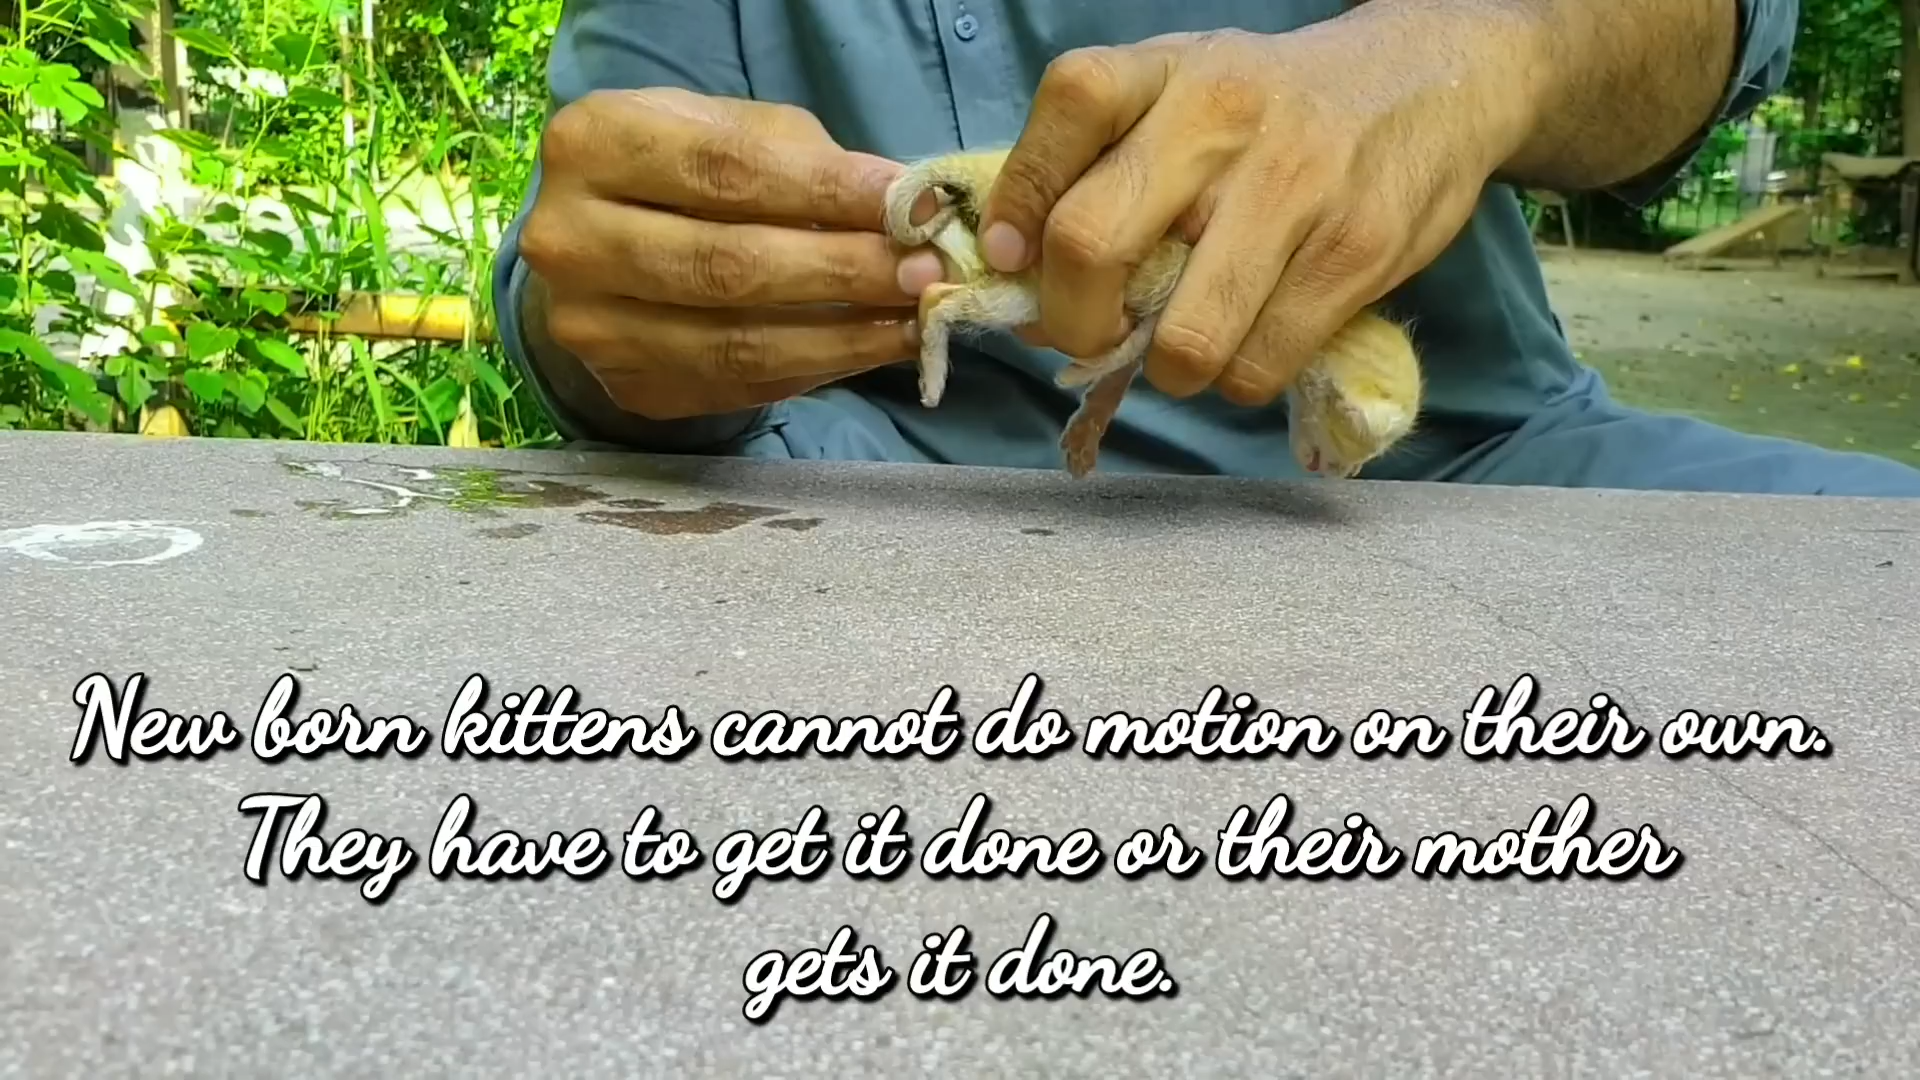 New born kittens cannot do motion on their own.
They have to get it done or their mother
gets it done.